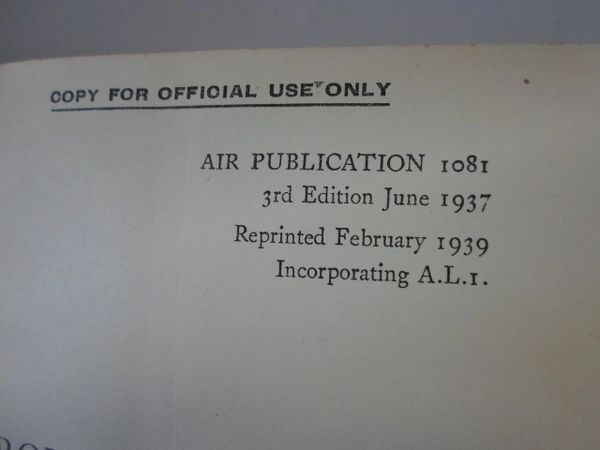 COPY FOR OFFICIAL USE ONLY
AIR PUBLICATION 1081
3rd Edition June 1937
Reprinted February 1939
Incorporating A.L.1.